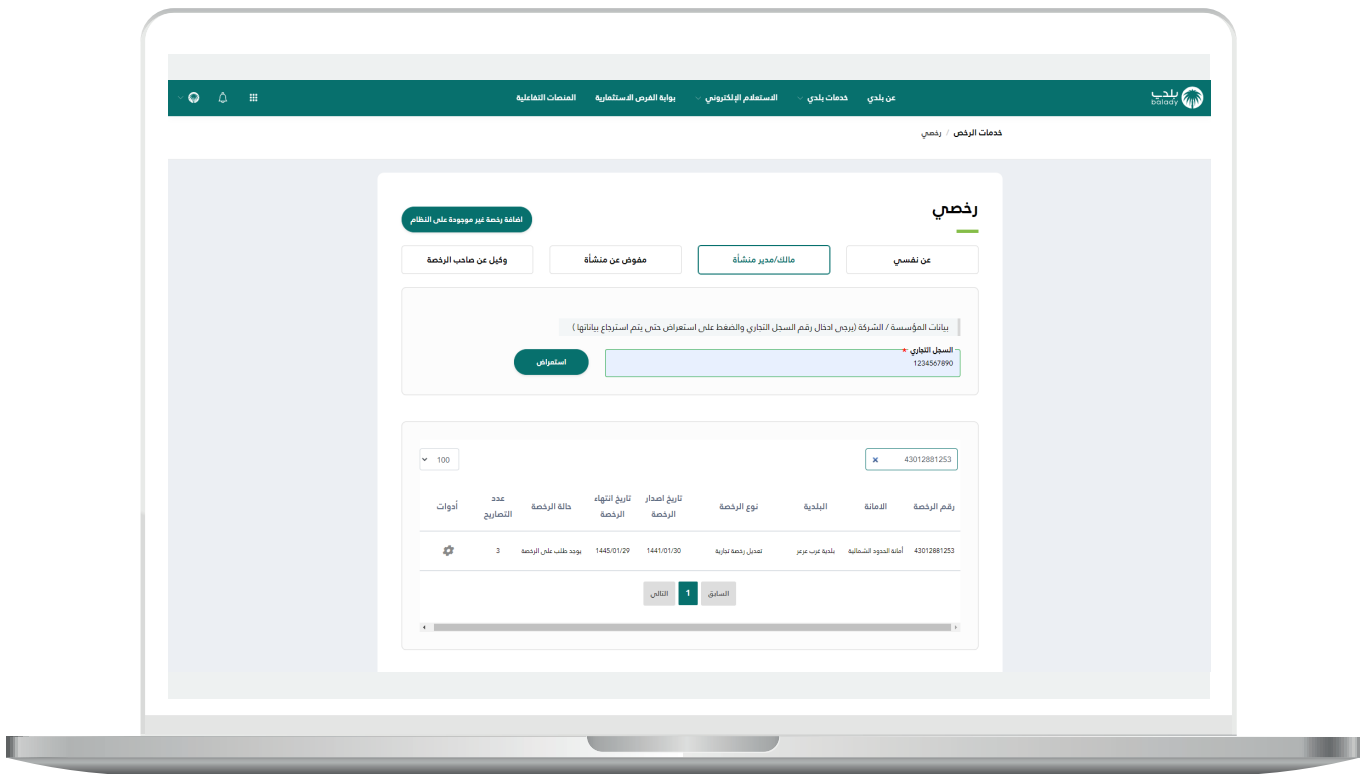 بلدي
balady
عن بلدي
خدمات بلدي
الاستعلام الإلكتروني
بوابة الفرص الاستثمارية
المنصات التفاعلية
خدمات الرخص / رخصي
رخصي
اضافة رخصة غير موجودة على النظام
عن نفسي
مالك/مدير منشأة
مفوض عن منشأة
وكيل عن صاحب الرخصة
بيانات المؤسسة / الشركة (يرجى ادخال رقم السجل التجاري والضغط على استعراض حتى يتم استرجاع بياناتها )
السجل التجاري *
1234567890
استعراض
43012881253 ×
100
رقم الرخصة
الامانة
البلدية
نوع الرخصة
تاريخ اصدار الرخصة
تاريخ انتهاء الرخصة
حالة الرخصة
عدد التصاريح
أدوات
43012881253
أمانة الحدود الشمالية
بلدية غرب عرعر
تعديل رخصة تجارية
1441/01/30
1445/01/29
يوجد طلب على الرخصة
3
السابق
1
التالي